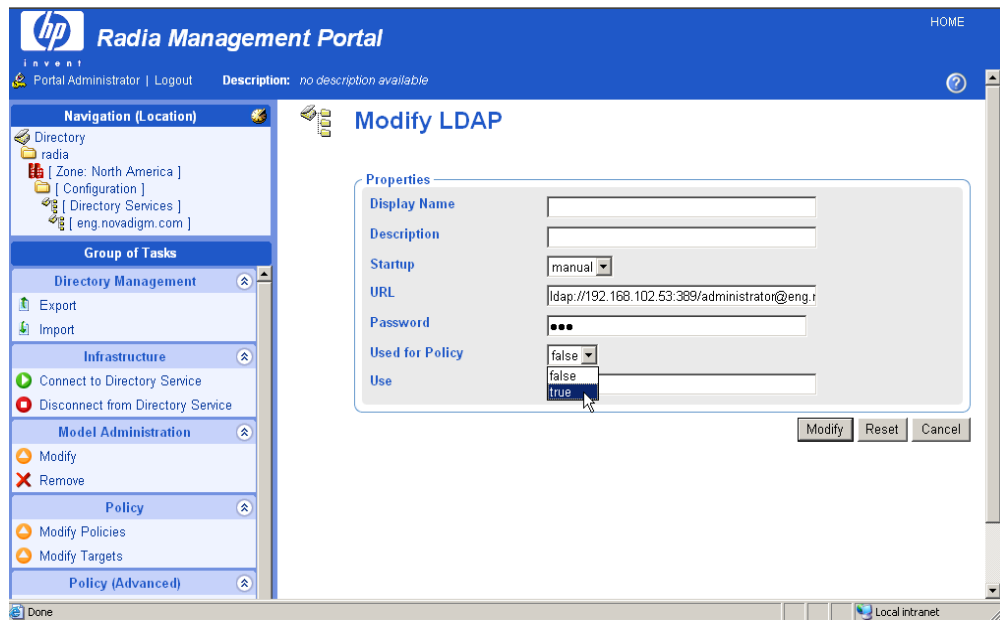 hp
invent
Radia Management Portal
HOME
Portal Administrator | Logout Description: no description available
?
Navigation (Location)
Directory
radia
[ Zone: North America ]
[ Configuration ]
[ Directory Services ]
[ eng.novadigm.com ]
Group of Tasks
Directory Management
Export
Import
Infrastructure
Connect to Directory Service
Disconnect from Directory Service
Model Administration
Modify
Remove
Policy
Modify Policies
Modify Targets
Policy (Advanced)
Modify LDAP
Properties
Display Name
Description
Startup manual
URL ldap://192.168.102.53:389/administrator@eng.
Password ●●●
Used for Policy false
false
true
Use
Modify Reset Cancel
Done
Local intranet